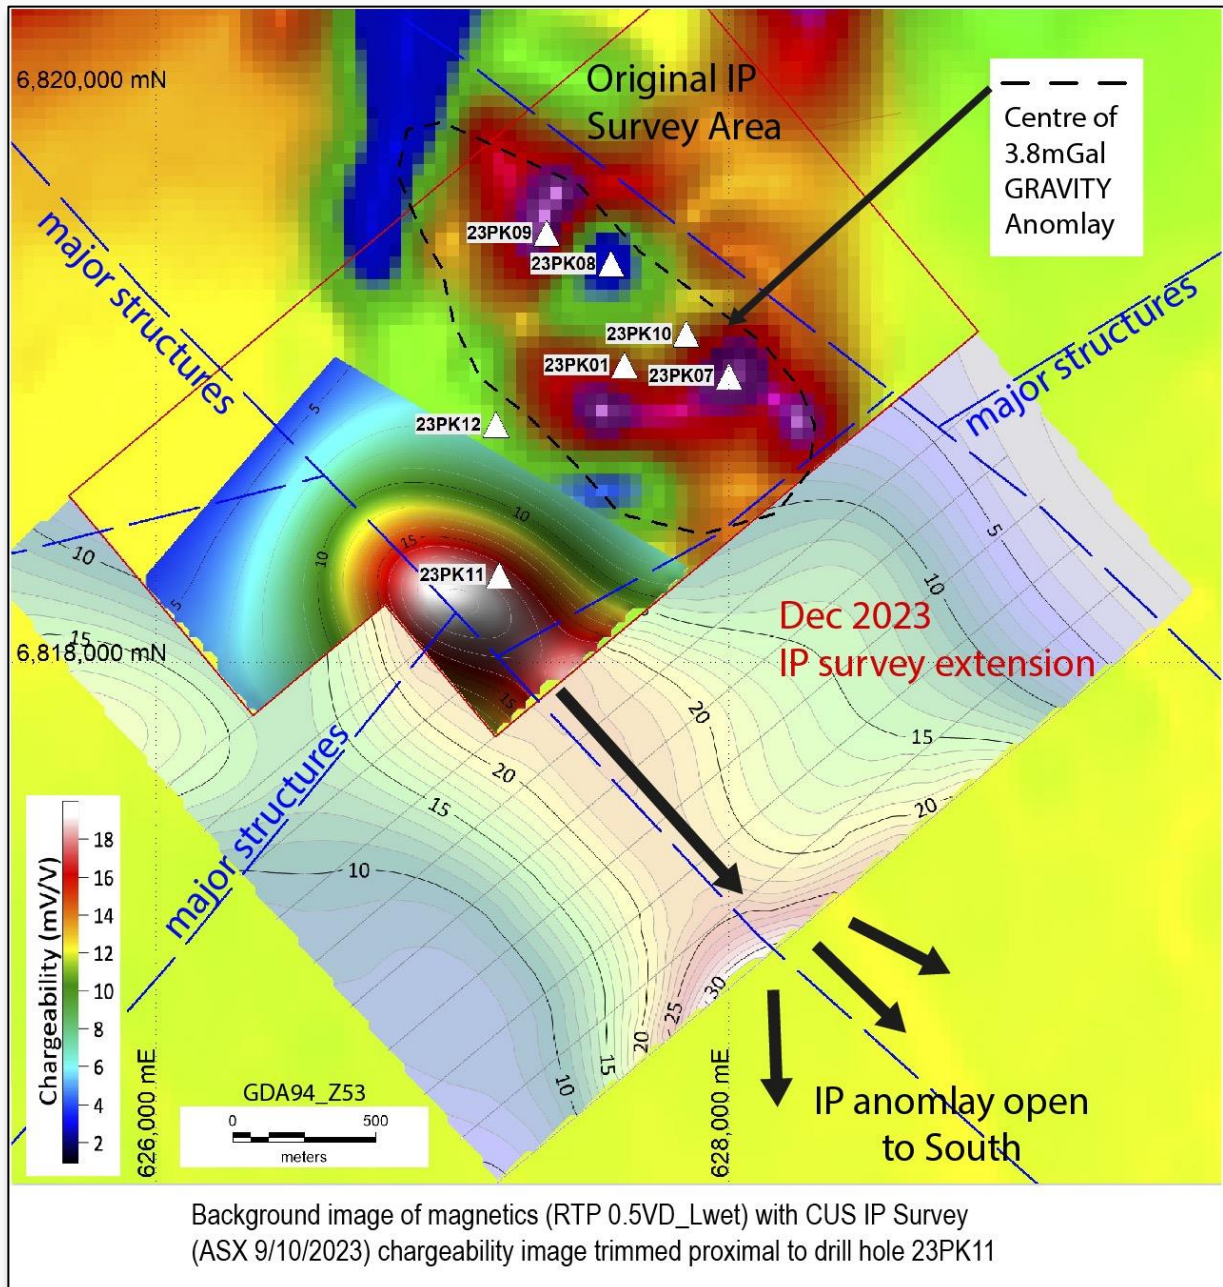 6,820,000 mN
Original IP
Survey Area
Centre of
3.8mGal
GRAVITY
Anomlay
major structures
23PK09
23PK08
major structures
23PK10
23PK01
23PK07
23PK12
5
10
5
15
10
10
10
23PK11
5
Dec 2023
IP survey extension
15
6,818,000 mN
15
20
15
20
major structures
15
20
10
Chargeability (mV/V)
18
16
14
12
10
8
6
4
2
30
25
20
15
10
626,000 mE
628,000 mE
GDA94_Z53
0
500
meters
IP anomlay open
to South
Background image of magnetics (RTP 0.5VD_Lwet) with CUS IP Survey
(ASX 9/10/2023) chargeability image trimmed proximal to drill hole 23PK11